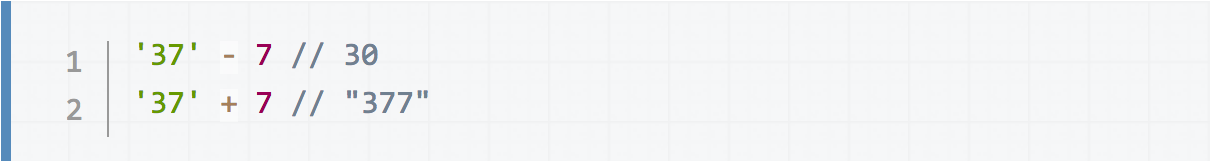 1 '37' - 7 // 30
2 '37' + 7 // "377"